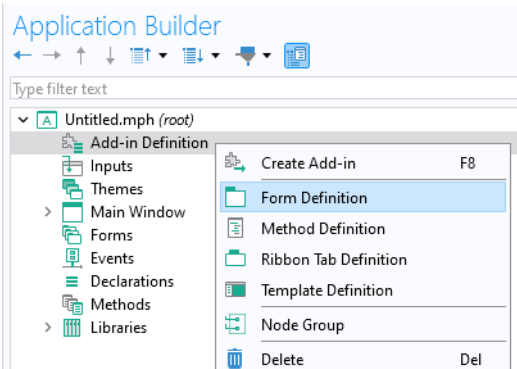 Application Builder
Type filter text
Untitled.mph (root)
Add-in Definition
Inputs
Themes
Main Window
Forms
Events
Declarations
Methods
Libraries
Create Add-in F8
Form Definition
Method Definition
Ribbon Tab Definition
Template Definition
Node Group
Delete Del